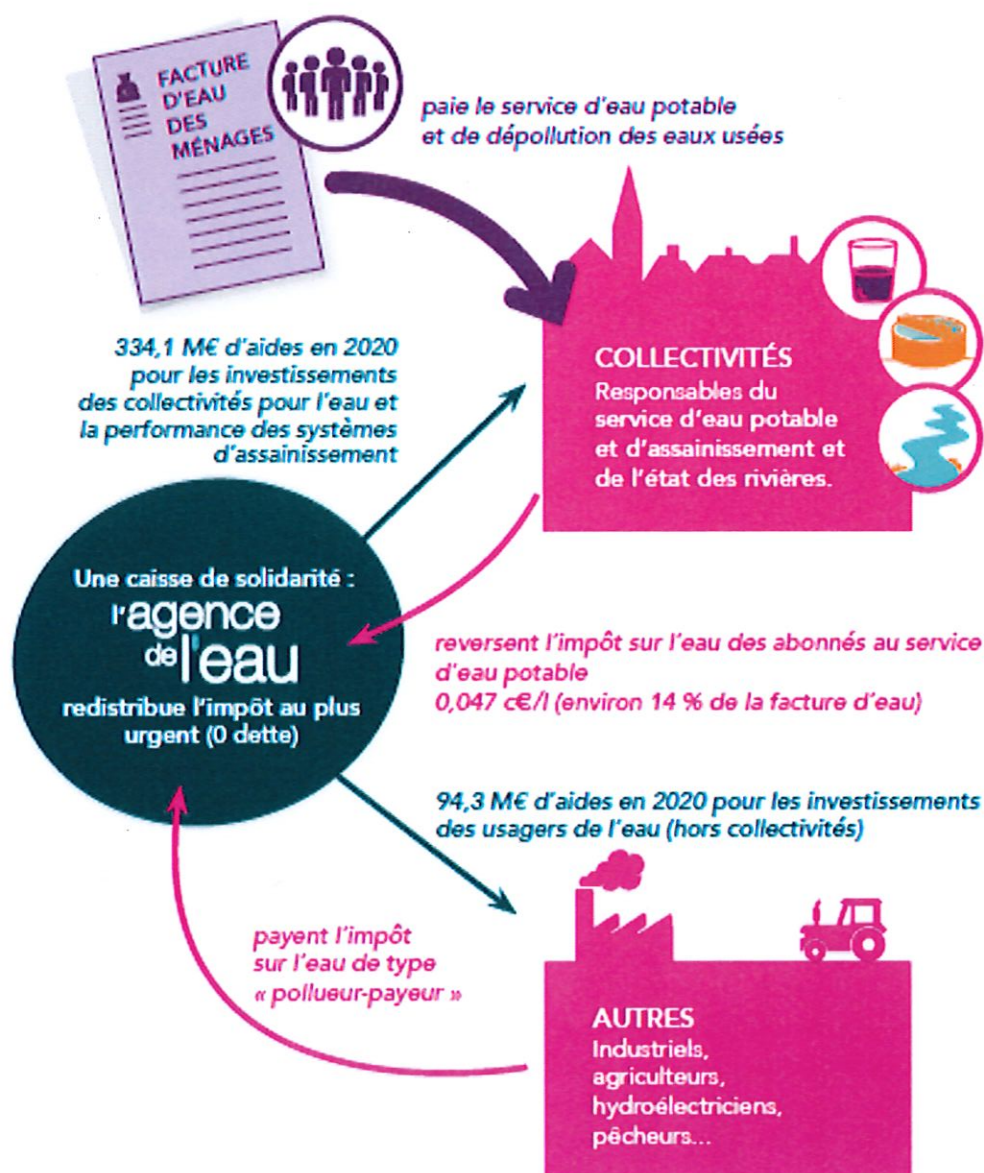 FACTURE
D'EAU
DES
MÉNAGES
paie le service d'eau potable
et de dépollution des eaux usées
334,1 M€ d'aides en 2020
pour les investissements
des collectivités pour l'eau et
la performance des systèmes
d'assainissement
COLLECTIVITÉS
Responsables du
service d'eau potable
et d'assainissement et
de l'état des rivières.
Une caisse de solidarité :
l'agence
de l'eau
redistribue l'impôt au plus
urgent (0 dette)
reversent l'impôt sur l'eau des abonnés au service
d'eau potable
0,047 c€/l (environ 14 % de la facture d'eau)
94,3 M€ d'aides en 2020 pour les investissements
des usagers de l'eau (hors collectivités)
payent l'impôt
sur l'eau de type
« pollueur-payeur »
AUTRES
Industriels,
agriculteurs,
hydroélectriciens,
pêcheurs...